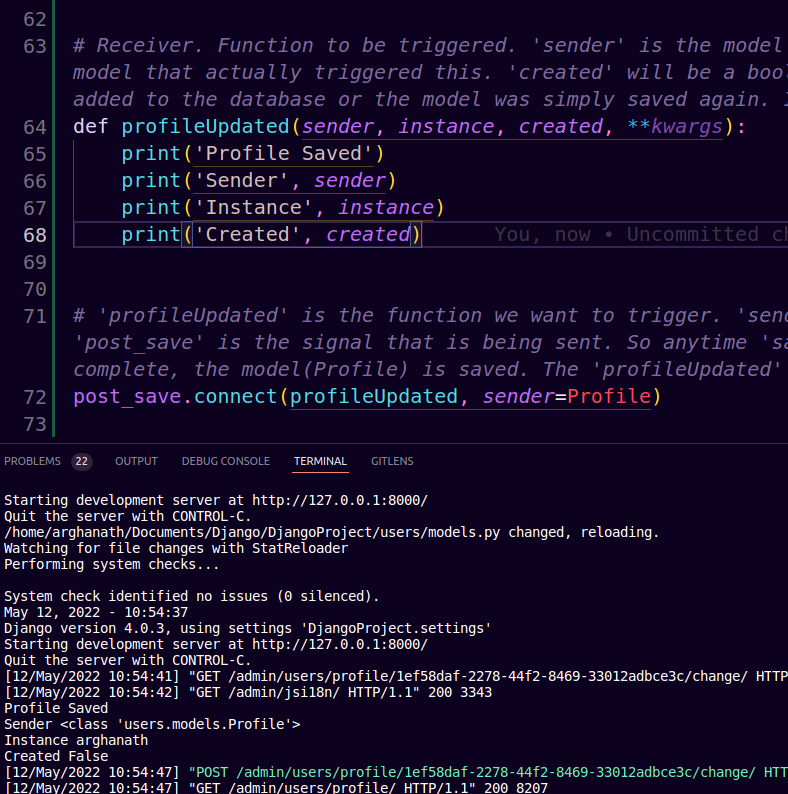 62
63 # Receiver. Function to be triggered. 'sender' is the model
model that actually triggered this. 'created' will be a bool
added to the database or the model was simply saved again.
64 def profileUpdated(sender, instance, created, **kwargs):
65 print('Profile Saved')
66 print('Sender', sender)
67 print('Instance', instance)
68 print('Created', created) You, now • Uncommitted ch
69
70
71 # 'profileUpdated' is the function we want to trigger. 'send
'post_save' is the signal that is being sent. So anytime 'sa
complete, the model(Profile) is saved. The 'profileUpdated'
72 post_save.connect(profileUpdated, sender=Profile)
73
PROBLEMS 22 OUTPUT DEBUG CONSOLE TERMINAL GITLENS
Starting development server at http://127.0.0.1:8000/
Quit the server with CONTROL-C.
/home/arghanath/Documents/Django/DjangoProject/users/models.py changed, reloading.
Watching for file changes with StatReloader
Performing system checks...
System check identified no issues (0 silenced).
May 12, 2022 - 10:54:37
Django version 4.0.3, using settings 'DjangoProject.settings'
Starting development server at http://127.0.0.1:8000/
Quit the server with CONTROL-C.
[12/May/2022 10:54:41] "GET /admin/users/profile/1ef58daf-2278-44f2-8469-33012adbce3c/change/ HTTP
[12/May/2022 10:54:42] "GET /admin/jsi18n/ HTTP/1.1" 200 3343
Profile Saved
Sender <class 'users.models.Profile'>
Instance arghanath
Created False
[12/May/2022 10:54:47] "POST /admin/users/profile/1ef58daf-2278-44f2-8469-33012adbce3c/change/ HTT
[12/May/2022 10:54:47] "GET /admin/users/profile/ HTTP/1.1" 200 8207